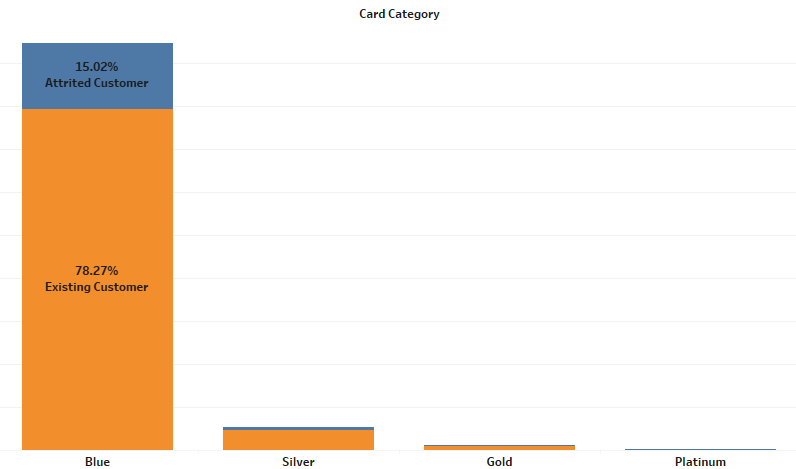 Card Category
15.02%
Attrited Customer
78.27%
Existing Customer
Blue
Silver
Gold
Platinum